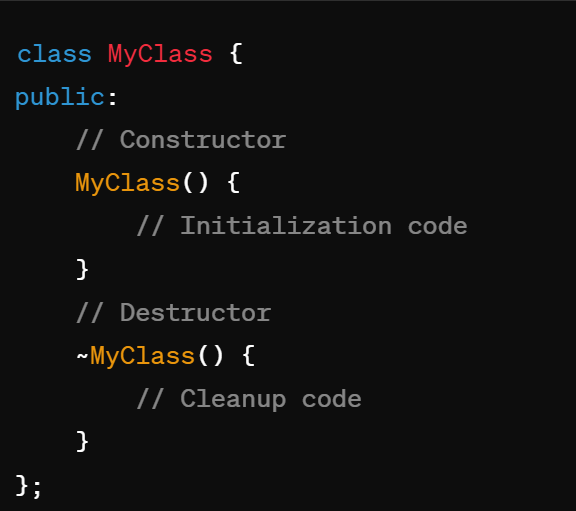 class MyClass {
public:
    // Constructor
    MyClass() {
        // Initialization code
    }
    // Destructor
    ~MyClass() {
        // Cleanup code
    }
};